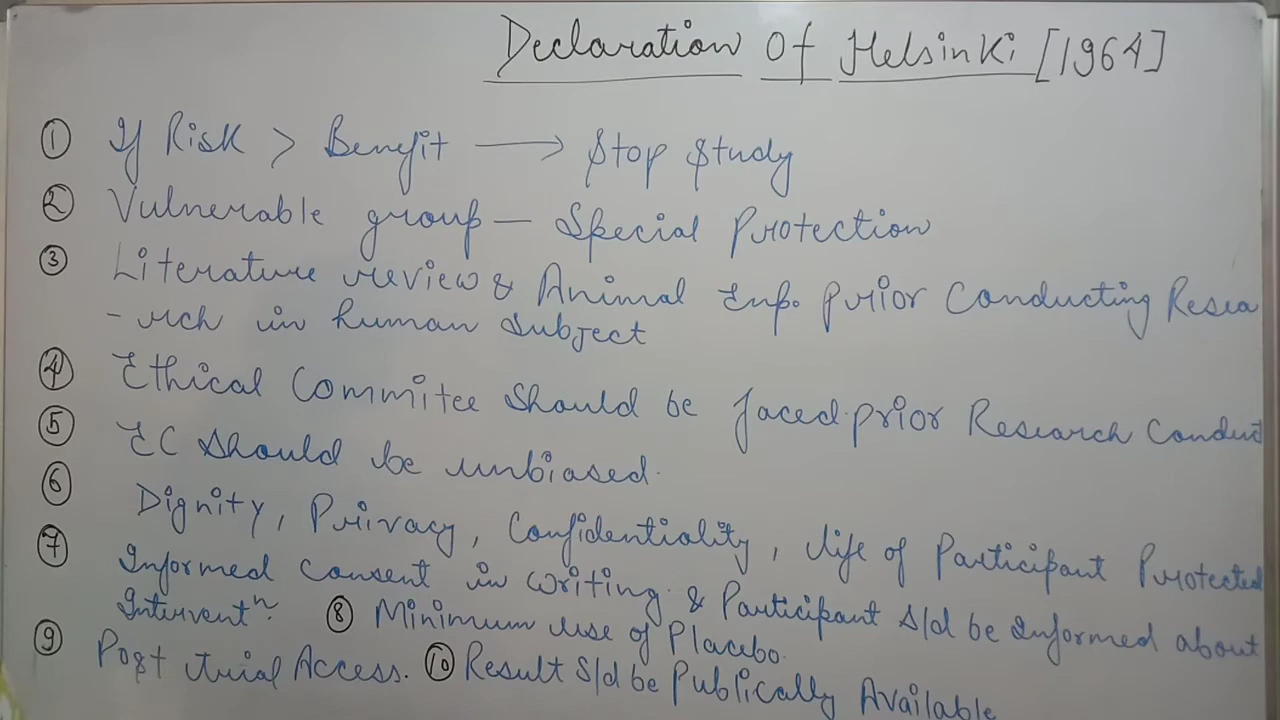 Declaration Of Helsinki [1964]
① If Risk > Benefit → Stop Study
② Vulnerable group — Special Protection
③ Literature review & Animal Exp. prior Conducting Resea
- rch in human subject
④ Ethical Commitee Should be faced prior Research Conduct
⑤ EC Should be unbiased.
⑥ Dignity, Privacy, Confidentiality, life of Participant Protected
⑦ Informed consent in writing & Participant S/d be Informed about
Interventⁿ. ⑧ Minimum use of Placebo.
⑨ Post trial Access. ⑩ Result S/d be Publically Available